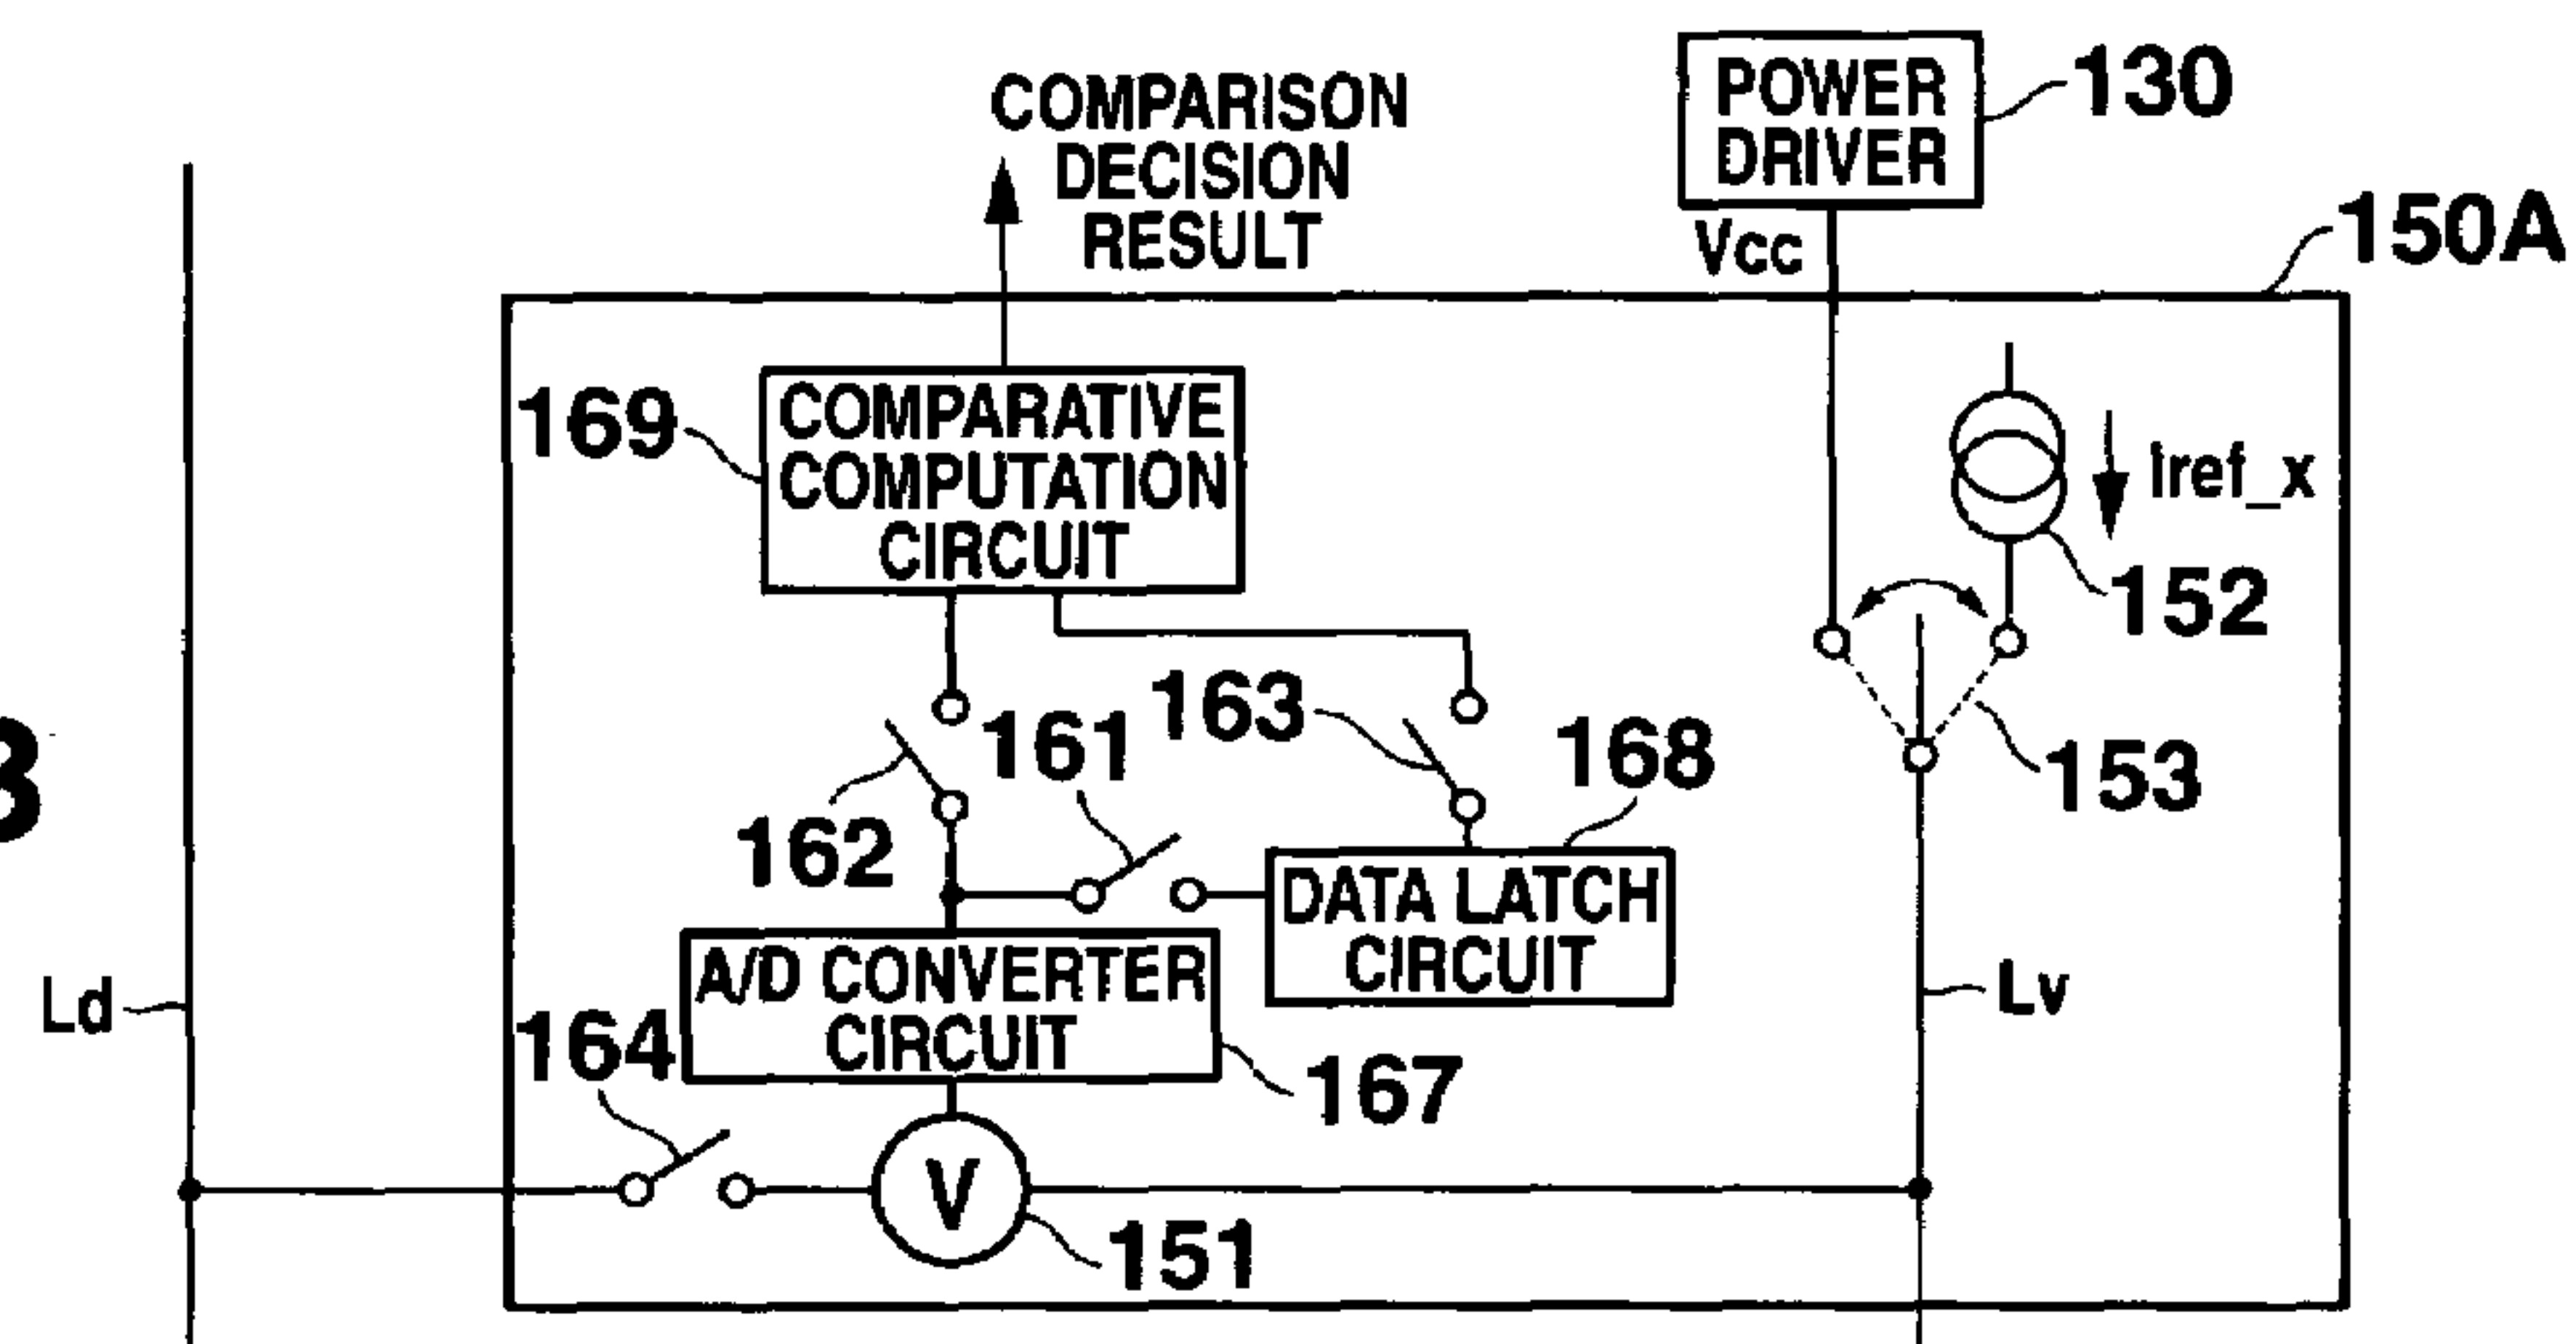 COMPARISON
DECISION
RESULT
POWER
DRIVER
130
Vcc
150A
169
COMPARATIVE
COMPUTATION
CIRCUIT
Iref_x
152
163
161
168
153
162
DATA LATCH
CIRCUIT
A/D CONVERTER
CIRCUIT
Ld
Lv
164
167
V
151